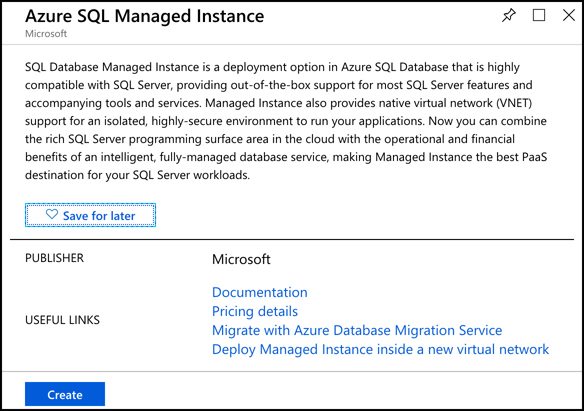 Azure SQL Managed Instance
Microsoft
SQL Database Managed Instance is a deployment option in Azure SQL Database that is highly
compatible with SQL Server, providing out-of-the-box support for most SQL Server features and
accompanying tools and services. Managed Instance also provides native virtual network (VNET)
support for an isolated, highly-secure environment to run your applications. Now you can combine
the rich SQL Server programming surface area in the cloud with the operational and financial
benefits of an intelligent, fully-managed database service, making Managed Instance the best PaaS
destination for your SQL Server workloads.
Save for later
PUBLISHER
Microsoft
USEFUL LINKS
Documentation
Pricing details
Migrate with Azure Database Migration Service
Deploy Managed Instance inside a new virtual network
Create